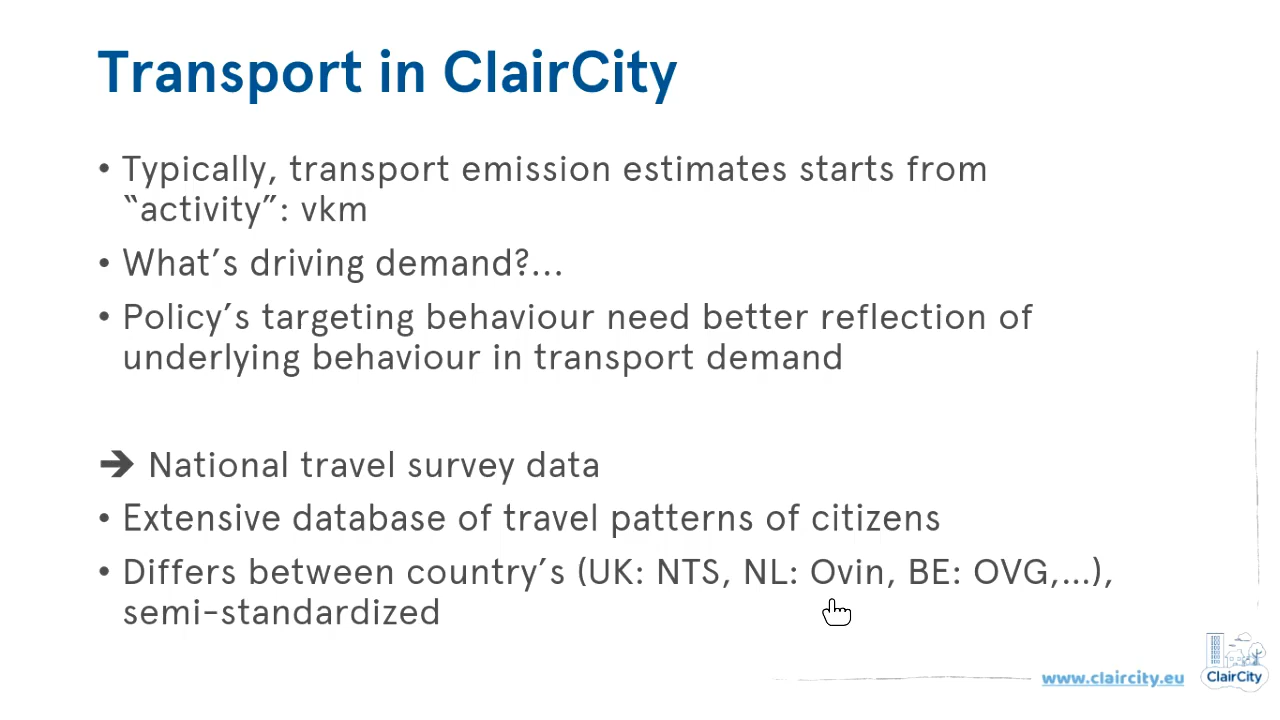 Transport in ClairCity
• Typically, transport emission estimates starts from
“activity”: vkm
• What’s driving demand?...
• Policy’s targeting behaviour need better reflection of
underlying behaviour in transport demand
➔ National travel survey data
• Extensive database of travel patterns of citizens
• Differs between country’s (UK: NTS, NL: Ovin, BE: OVG,...),
semi-standardized
www.claircity.eu
ClairCity